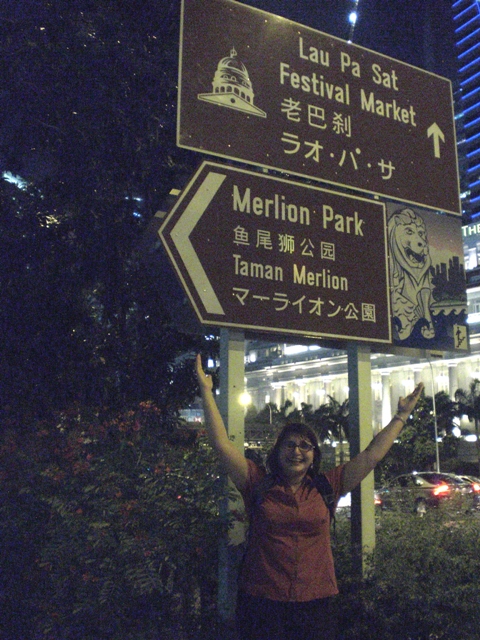 Lau Pa Sat
Festival Market
老巴刹
ラオ・パ・サ
Merlion Park
鱼尾狮公园
Taman Merlion
マーライオン公園
THE